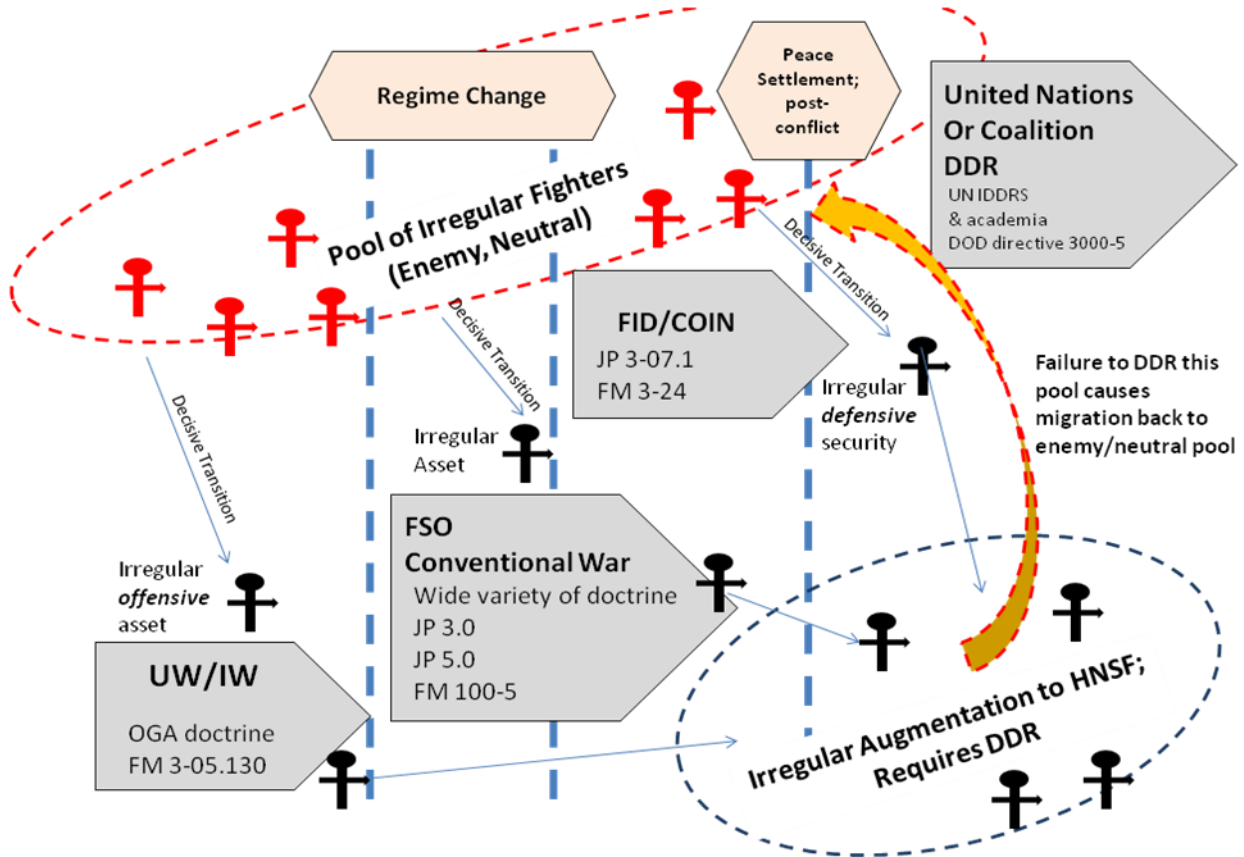 Regime Change
Peace
Settlement;
post-
conflict
United Nations
Or Coalition
DDR
UN IDDRS
& academia
DOD directive 3000-5
Pool of Irregular Fighters
(Enemy, Neutral)
Decisive Transition
Decisive Transition
Decisive Transition
FID/COIN
JP 3-07.1
FM 3-24
Irregular
defensive
security
Failure to DDR this
pool causes
migration back to
enemy/neutral pool
Irregular
Asset
FSO
Conventional War
Wide variety of doctrine
JP 3.0
JP 5.0
FM 100-5
Irregular
offensive
asset
UW/IW
OGA doctrine
FM 3-05.130
Irregular Augmentation to HNSF;
Requires DDR